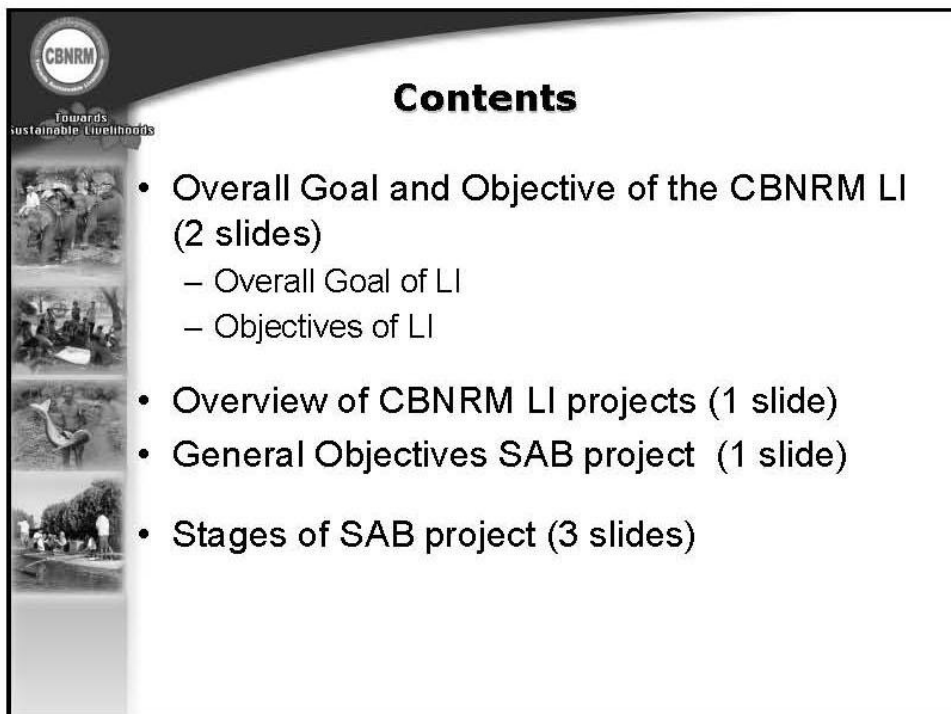 CBNRM
Towards
Sustainable Livelihoods
Contents
• Overall Goal and Objective of the CBNRM LI
(2 slides)
– Overall Goal of LI
– Objectives of LI
• Overview of CBNRM LI projects (1 slide)
• General Objectives SAB project (1 slide)
• Stages of SAB project (3 slides)